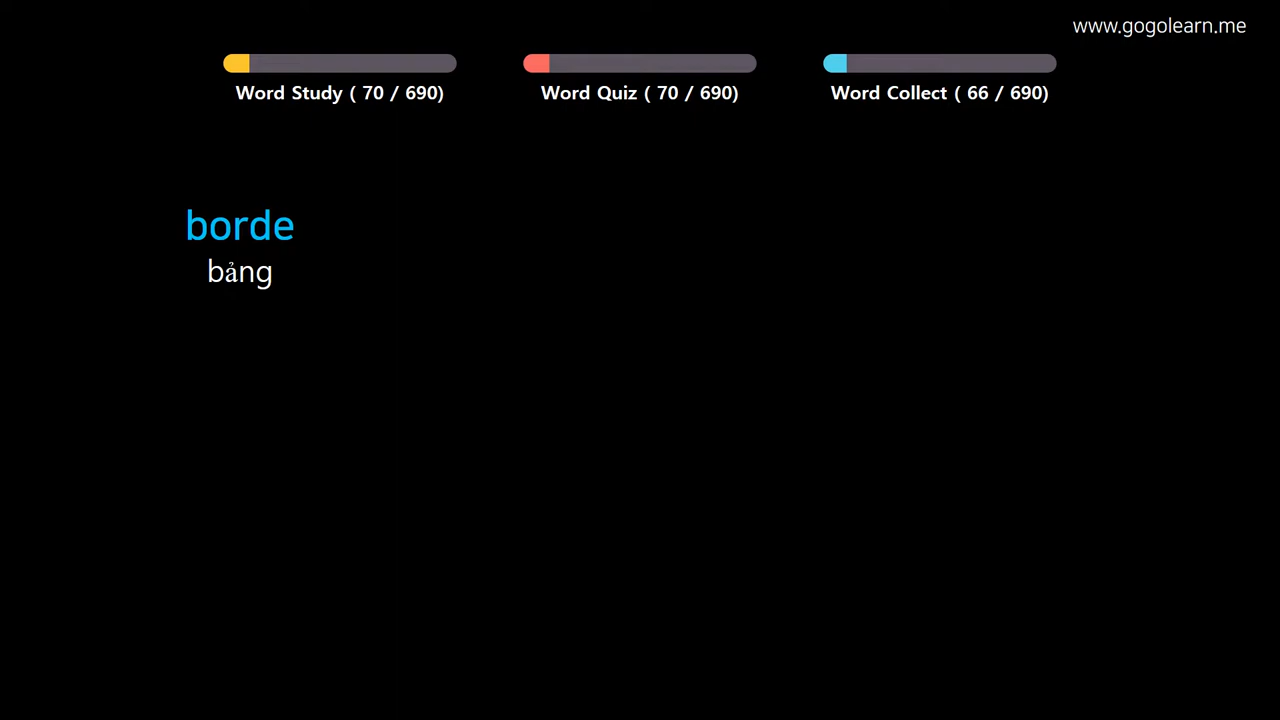 www.gogolearn.me
Word Study ( 70 / 690)
Word Quiz ( 70 / 690)
Word Collect ( 66 / 690)
borde
bảng